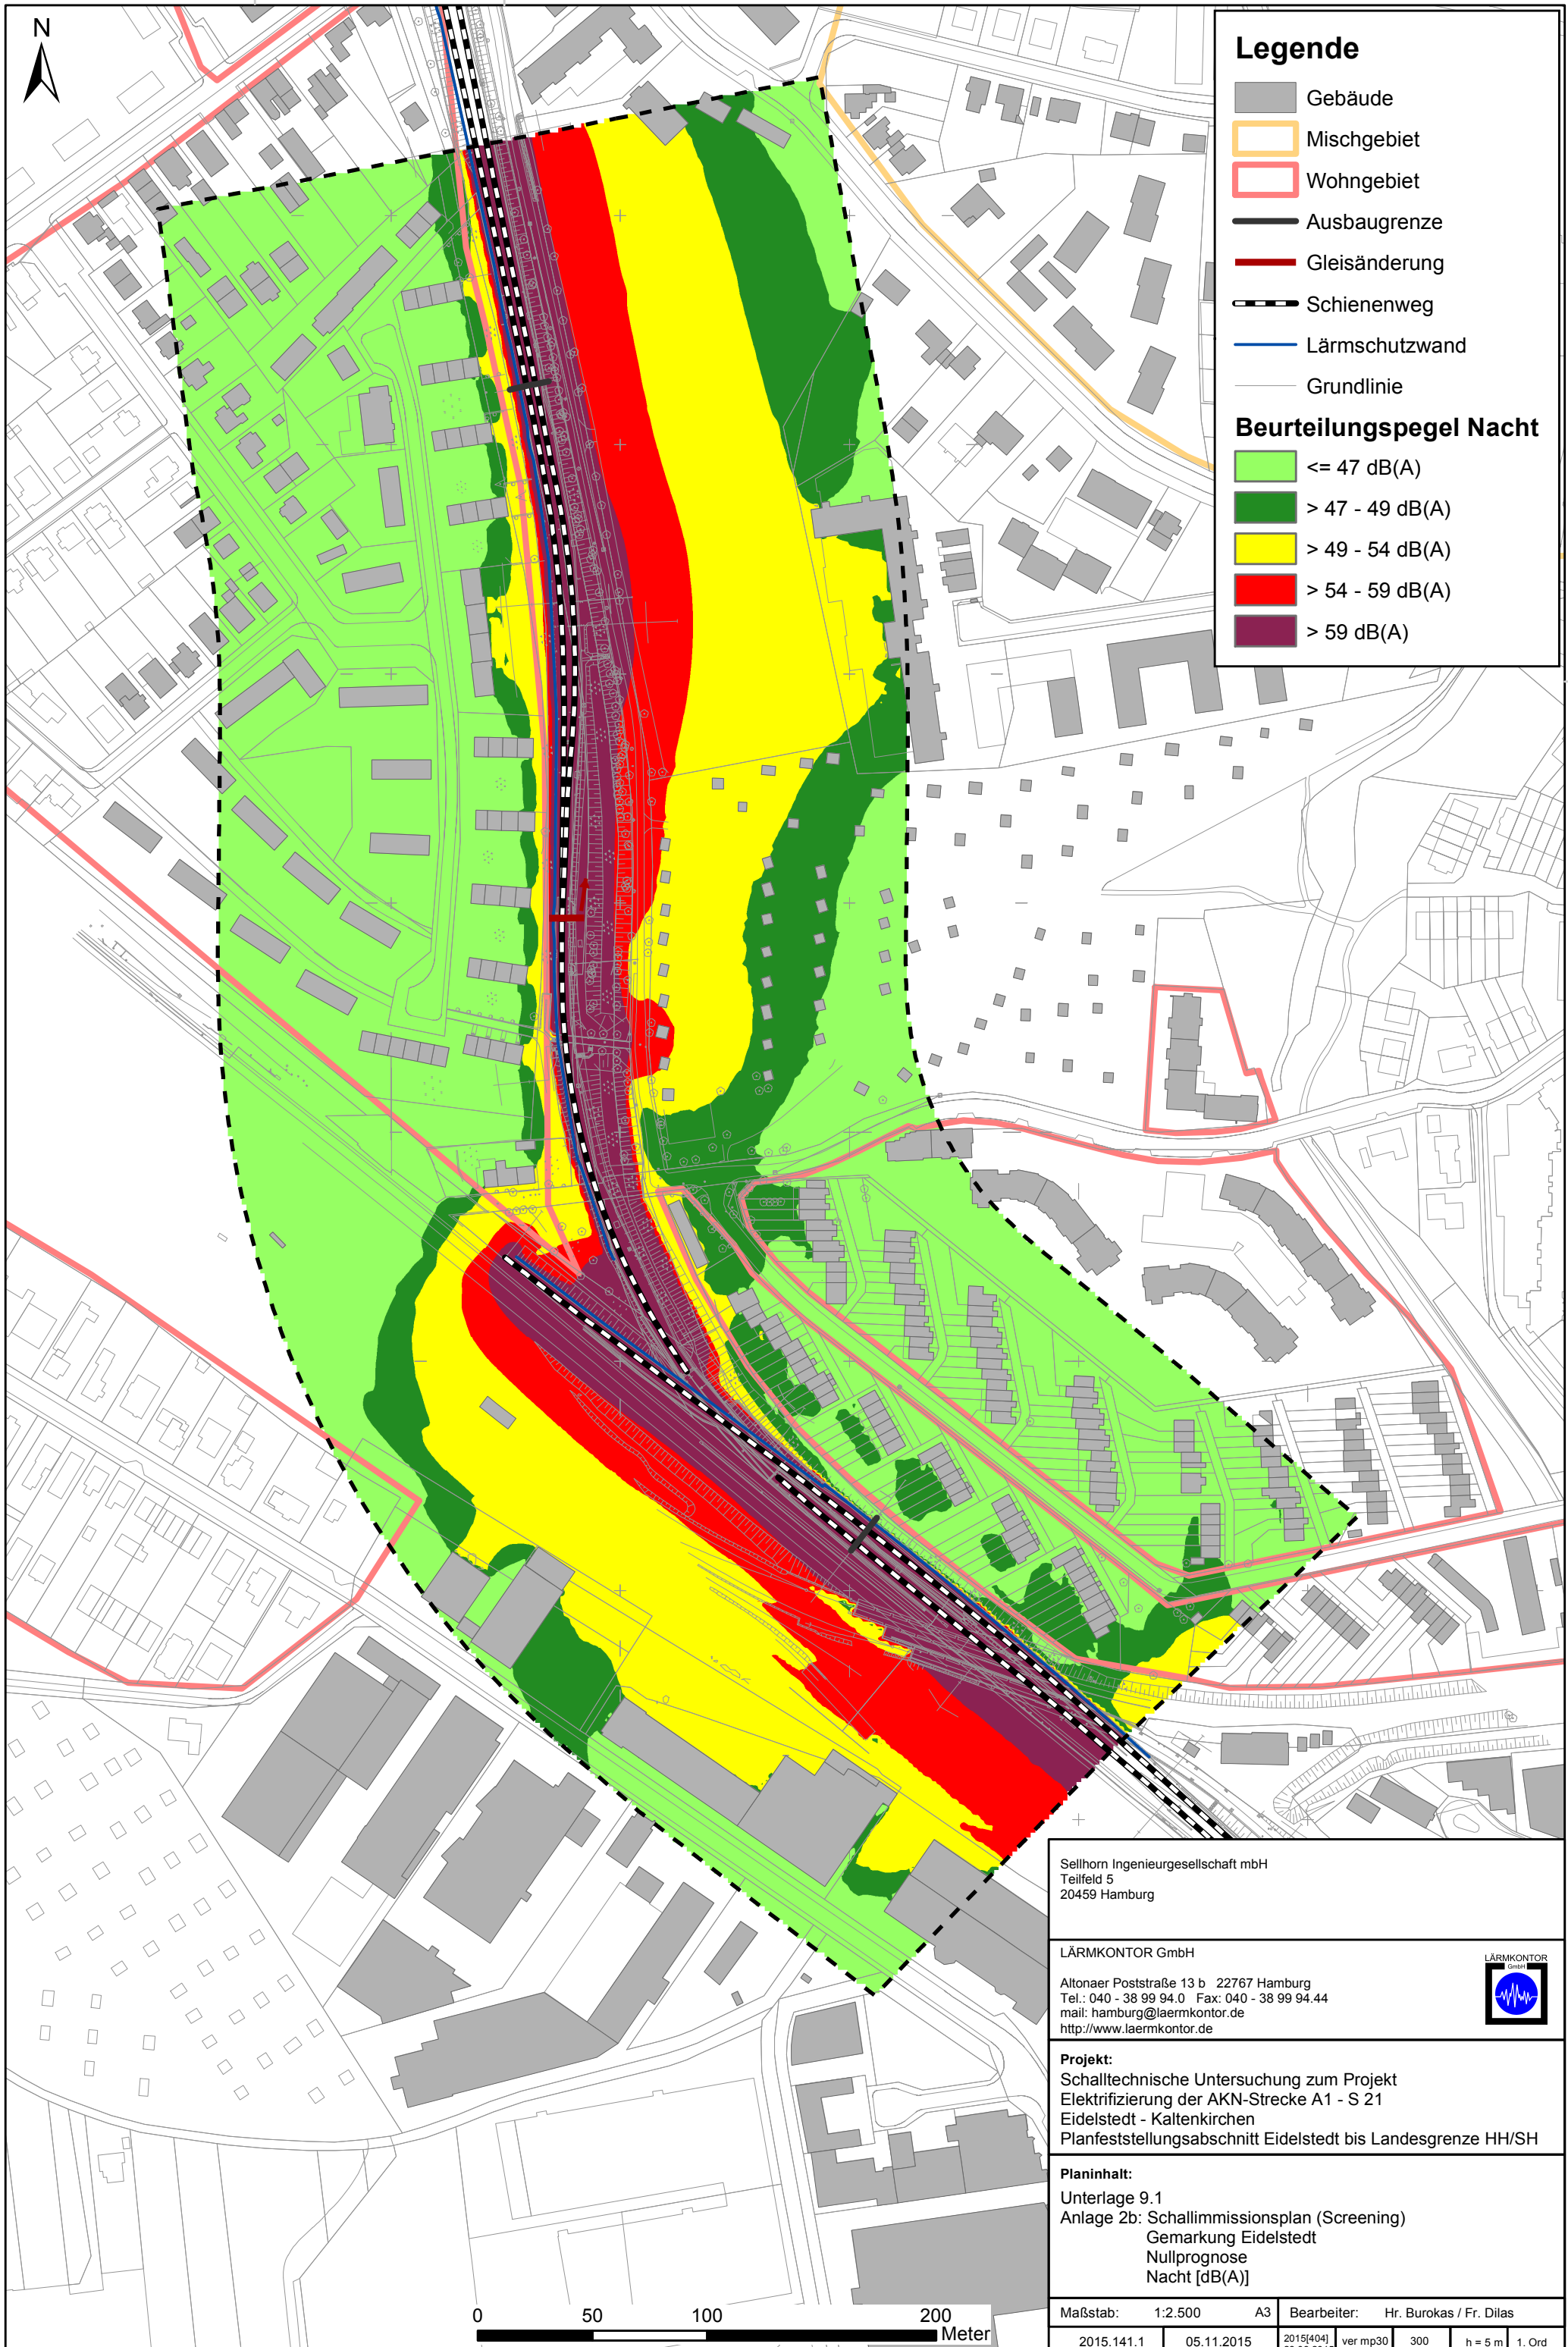 N
Legende
Gebäude
Mischgebiet
Wohngebiet
Ausbaugrenze
Gleisänderung
Schienenweg
Lärmschutzwand
Grundlinie
Beurteilungspegel Nacht
<= 47 dB(A)
> 47 - 49 dB(A)
> 49 - 54 dB(A)
> 54 - 59 dB(A)
> 59 dB(A)
Sellhorn Ingenieurgesellschaft mbH
Teilfeld 5
20459 Hamburg
LÄRMKONTOR GmbH
Altonaer Poststraße 13 b 22767 Hamburg
Tel.: 040 - 38 99 94.0 Fax: 040 - 38 99 94.44
mail: hamburg@laermkontor.de
http://www.laermkontor.de
LÄRMKONTOR
GmbH
Projekt:
Schalltechnische Untersuchung zum Projekt
Elektrifizierung der AKN-Strecke A1 - S 21
Eidelstedt - Kaltenkirchen
Planfeststellungsabschnitt Eidelstedt bis Landesgrenze HH/SH
Planinhalt:
Unterlage 9.1
Anlage 2b: Schallimmissionsplan (Screening)
Gemarkung Eidelstedt
Nullprognose
Nacht [dB(A)]
0 50 100 200
Meter
Maßstab: 1:2.500 A3 Bearbeiter: Hr. Burokas / Fr. Dilas
2015.141.1 05.11.2015 2015[404] ver mp30 300 h = 5 m 1. Ord